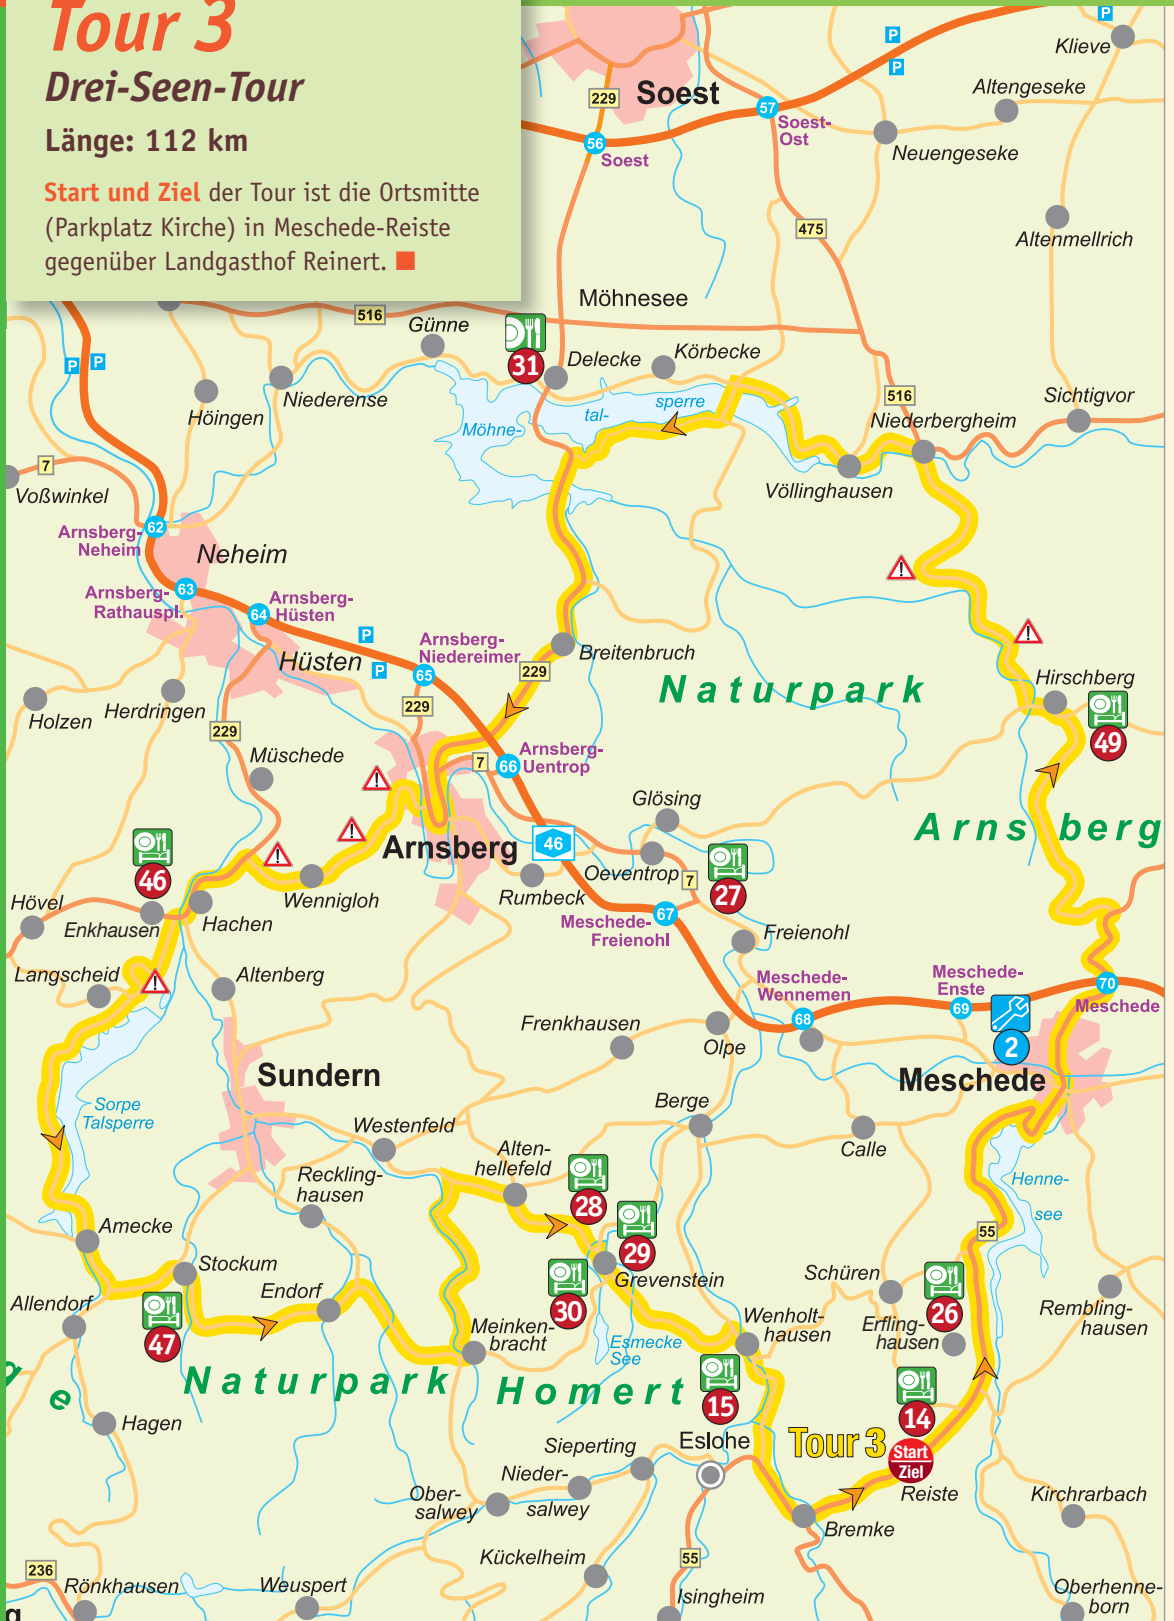 Tour 3
Drei-Seen-Tour
Länge: 112 km
Start und Ziel der Tour ist die Ortsmitte
(Parkplatz Kirche) in Meschede-Reiste
gegenüber Landgasthof Reinert.
P
Klieve
P
P
Altengeseke
229
Soest
57
Soest-
Ost
56
Soest
Neuengeseke
475
Altenmellrich
Möhnesee
516
Günne
31
Delecke
Körbecke
P
P
Niederense
Höingen
516
Niederbergheim
Sichtigvor
Möhne-
tal-
sperre
7
Voßwinkel
Völlinghausen
Arnsberg-
Neheim
62
Neheim
Arnsberg-
Rathauspl.
63
64
Arnsberg-
Hüsten
P
P
Hüsten
Arnsberg-
Niedereimer
65
Breitenbruch
229
229
229
Naturpark
Hirschberg
49
Holzen
Herdringen
Müschede
7
66
Arnsberg-
Uentrop
Glösing
Arnsberg
Arnsberg
46
46
Oeventrop
7
27
Rumbeck
Wennigloh
Hövel
Enkhausen
Hachen
Meschede-
Freienohl
67
Freienohl
Langscheid
Altenberg
Meschede-
Wennemen
68
Meschede-
Enste
69
70
Meschede
2
Frenkhausen
Olpe
Meschede
Sundern
Sorpe
Talsperre
Westenfeld
Berge
Calle
Alten-
hellefeld
Reckling-
hausen
28
29
Henne-
see
55
Amecke
Stockum
Grevenstein
30
Schüren
26
Erfling-
hausen
Rembling-
hausen
Allendorf
47
Endorf
Meinken-
bracht
Esmecke
See
Wenholt-
hausen
g e
Naturpark
Homert
15
14
Hagen
Tour 3
Start
Ziel
Reiste
Eslohe
Sieperting
Nieder-
salwey
Ober-
salwey
Kirchrarbach
Bremke
Kückelheim
55
236
Rönkhausen
Weuspert
Isingheim
Oberhenne-
born
g